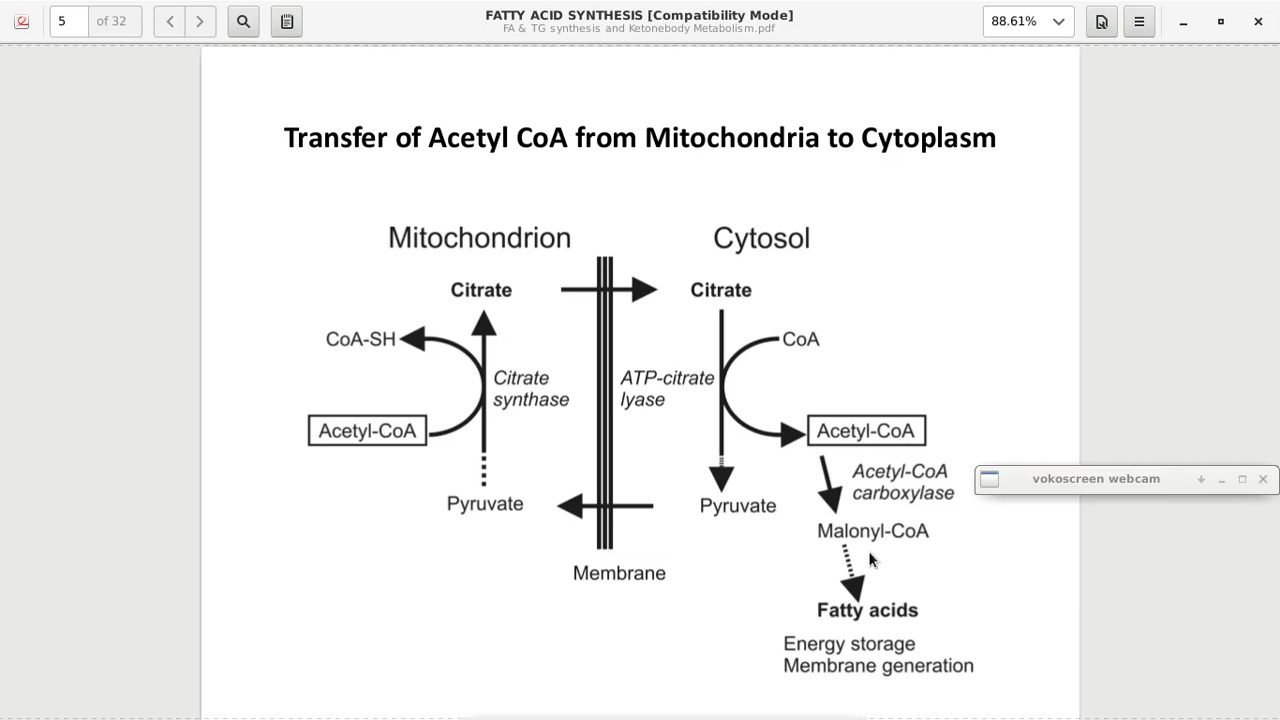 5 of 32
FATTY ACID SYNTHESIS [Compatibility Mode]
FA & TG synthesis and Ketonebody Metabolism.pdf
88.61%
Transfer of Acetyl CoA from Mitochondria to Cytoplasm
Mitochondrion
Cytosol
Citrate
Citrate
CoA-SH
CoA
Citrate
synthase
ATP-citrate
lyase
Acetyl-CoA
Acetyl-CoA
Acetyl-CoA
carboxylase
vokoscreen webcam
Pyruvate
Pyruvate
Malonyl-CoA
Membrane
Fatty acids
Energy storage
Membrane generation